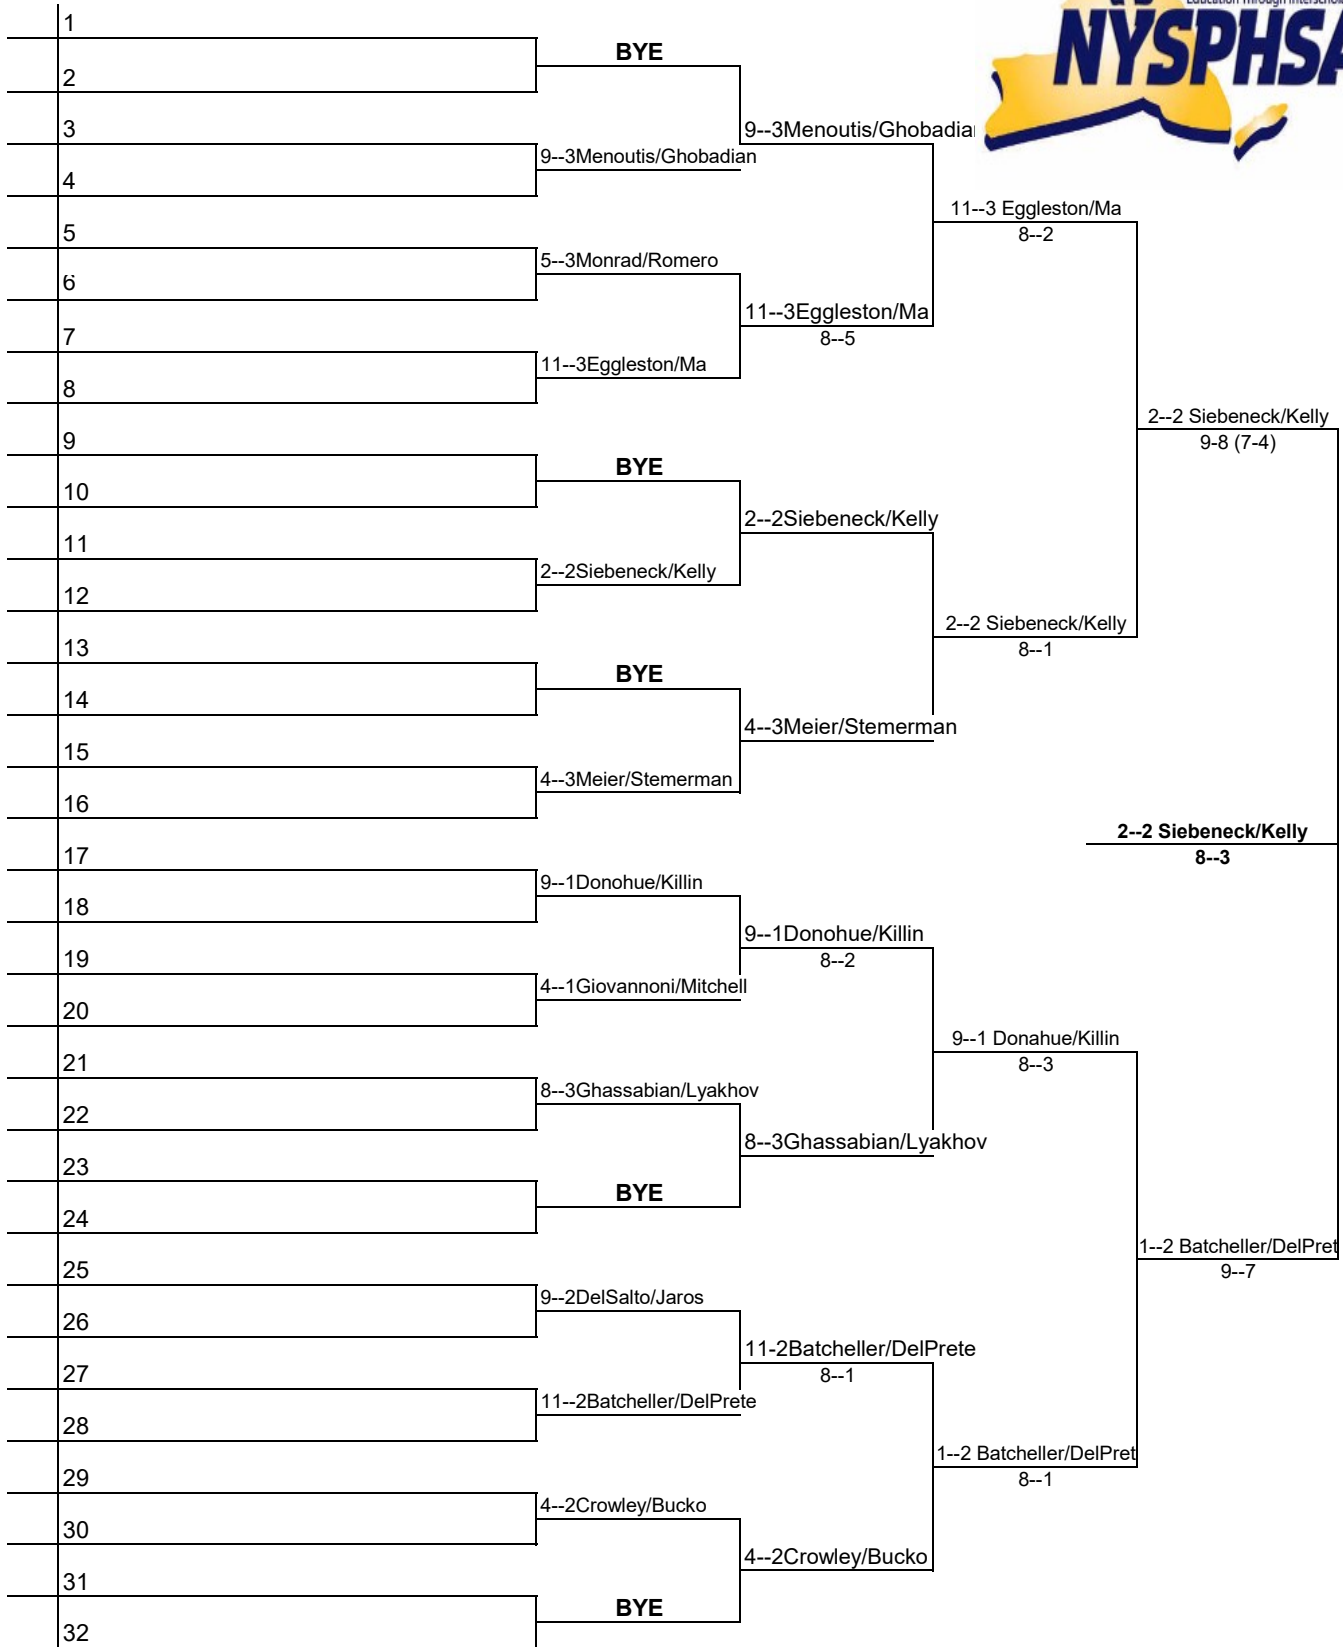 Education Through Interschol
NYSPHSA
1
BYE
2
3
9--3Menoutis/Ghobadia
9--3Menoutis/Ghobadian
4
11--3 Eggleston/Ma
8--2
5
5--3Monrad/Romero
6
11--3Eggleston/Ma
8--5
7
11--3Eggleston/Ma
8
2--2 Siebeneck/Kelly
9-8 (7-4)
9
BYE
10
2--2Siebeneck/Kelly
11
2--2Siebeneck/Kelly
12
2--2 Siebeneck/Kelly
8--1
13
BYE
14
4--3Meier/Stemerman
15
4--3Meier/Stemerman
16
2--2 Siebeneck/Kelly
8--3
17
9--1Donohue/Killin
18
9--1Donohue/Killin
8--2
19
4--1Giovannoni/Mitchell
20
9--1 Donahue/Killin
8--3
21
8--3Ghassabian/Lyakhov
22
8--3Ghassabian/Lyakhov
23
BYE
24
1--2 Batcheller/DelPret
9--7
25
9--2DelSalto/Jaros
26
11-2Batcheller/DelPrete
8--1
27
11--2Batcheller/DelPrete
28
1--2 Batcheller/DelPret
8--1
29
4--2Crowley/Bucko
30
4--2Crowley/Bucko
31
BYE
32